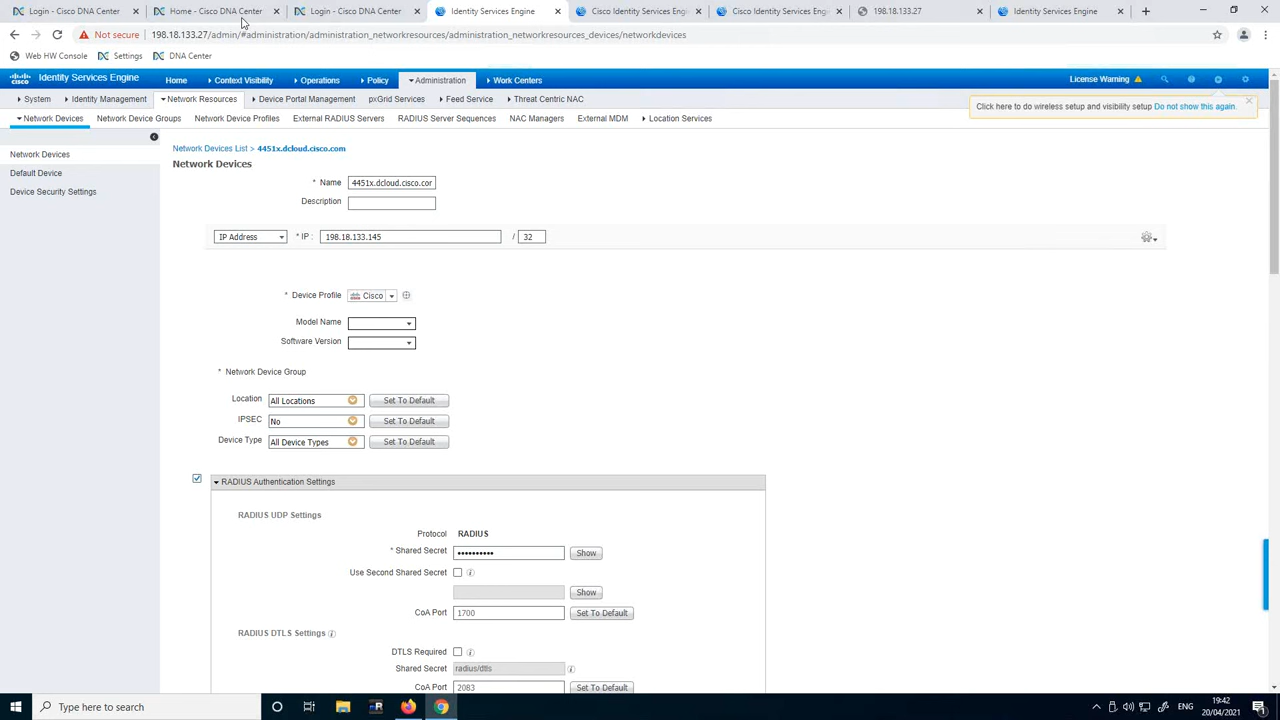 Login - Cisco DNA Center
Home - Cisco DNA Center
Login - Cisco DNA Center
Identity Services Engine
Cisco Identity Services Eng
198.18.133.27
Identity Services Engine
Not secure
198.18.133.27/admin/#administration/administration_networkresources/administration_networkresources_devices/networkdevices
Web HW Console
Settings
DNA Center
cisco
Identity Services Engine
Home
Context Visibility
Operations
Policy
Administration
Work Centers
License Warning
System
Identity Management
Network Resources
Device Portal Management
pxGrid Services
Feed Service
Threat Centric NAC
Click here to do wireless setup and visibility setup Do not show this again.
Network Devices
Network Device Groups
Network Device Profiles
External RADIUS Servers
RADIUS Server Sequences
NAC Managers
External MDM
Location Services
Network Devices
Default Device
Device Security Settings
Network Devices List > 4451x.dcloud.cisco.com
Network Devices
* Name 4451x.dcloud.cisco.cor
Description
IP Address * IP : 198.18.133.145 / 32
* Device Profile Cisco
Model Name
Software Version
* Network Device Group
Location All Locations Set To Default
IPSEC No Set To Default
Device Type All Device Types Set To Default
RADIUS Authentication Settings
RADIUS UDP Settings
Protocol RADIUS
* Shared Secret •••••••••• Show
Use Second Shared Secret
Show
CoA Port 1700 Set To Default
RADIUS DTLS Settings
DTLS Required
Shared Secret radius/dtls
CoA Port 2083 Set To Default
Type here to search
ENG
19:42
20/04/2021